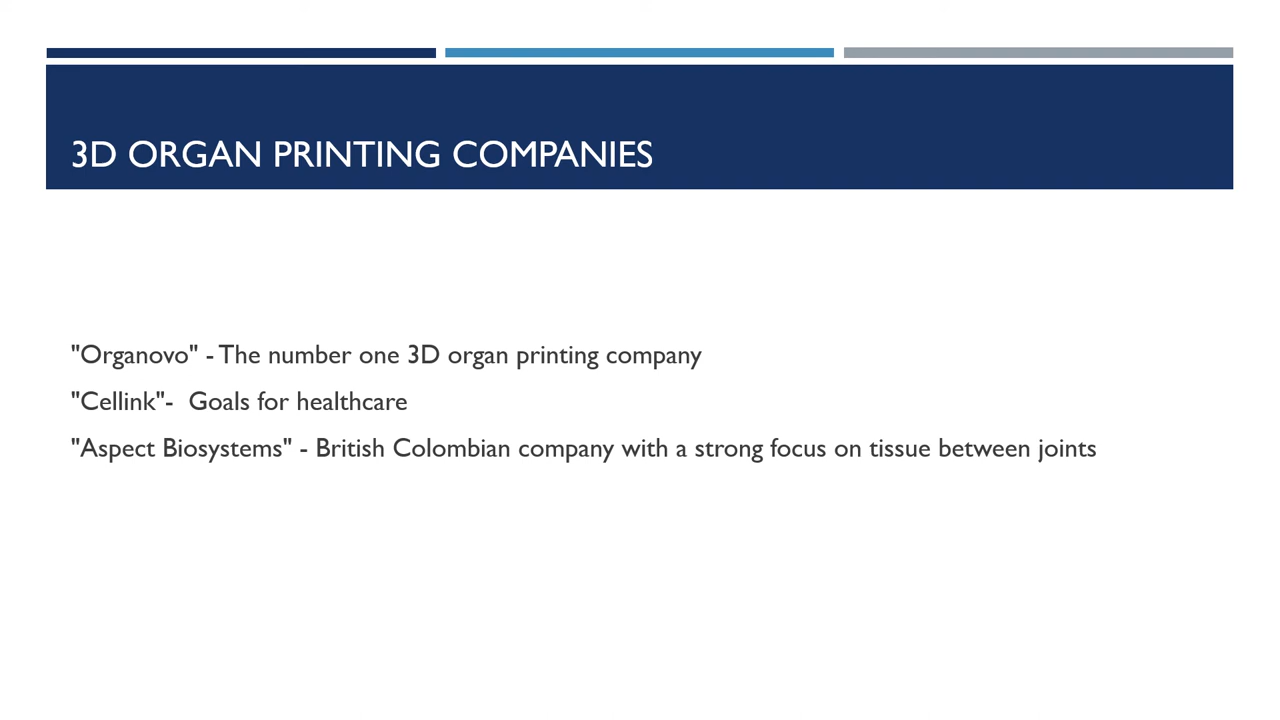 3D ORGAN PRINTING COMPANIES
"Organovo" - The number one 3D organ printing company
"Cellink"-  Goals for healthcare
"Aspect Biosystems" - British Colombian company with a strong focus on tissue between joints